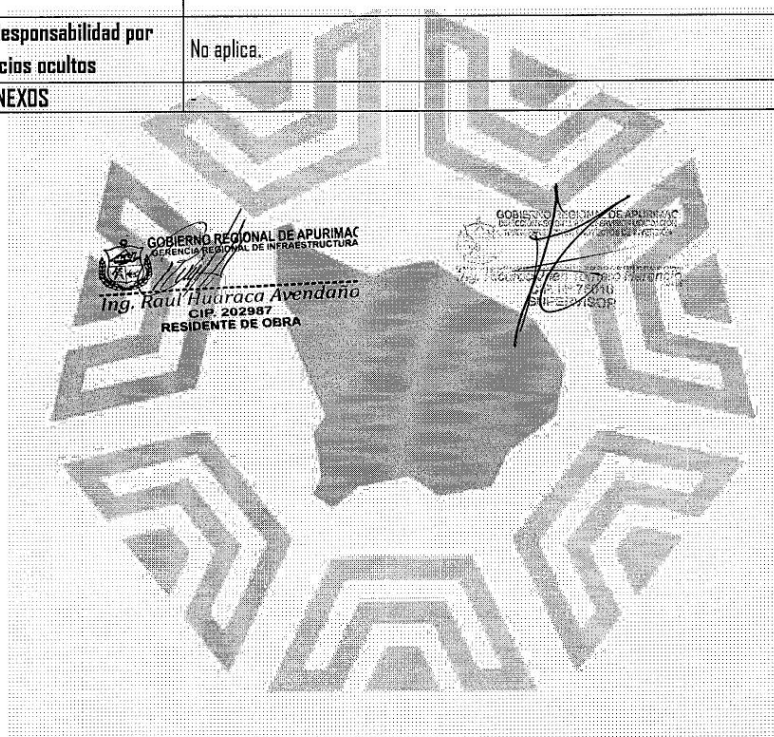 esponsabilidad por
cios ocultos
No aplica.
NEXOS
-
GOBIERNO REGIONAL DE APURIMAC
GERENCIA REGIONAL DE INFRAESTRUCTURA
Ing. Raul Huaraca Avendaño
CIP. 202987
RESIDENTE DE OBRA
GOBIERNO REGIONAL DE APURIMAC
SUPERVISOR